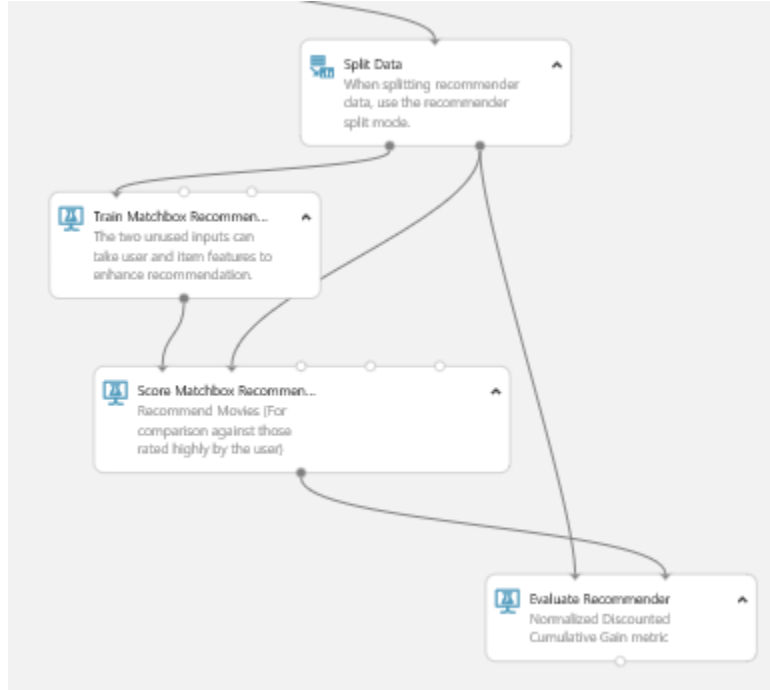 Split Data
When splitting recommender
data, use the recommender
split mode.
Train Matchbox Recommen...
The two unused inputs can
take user and item features to
enhance recommendation.
Score Matchbox Recommen...
Recommend Movies (For
comparison against those
rated highly by the user)
Evaluate Recommender
Normalized Discounted
Cumulative Gain metric